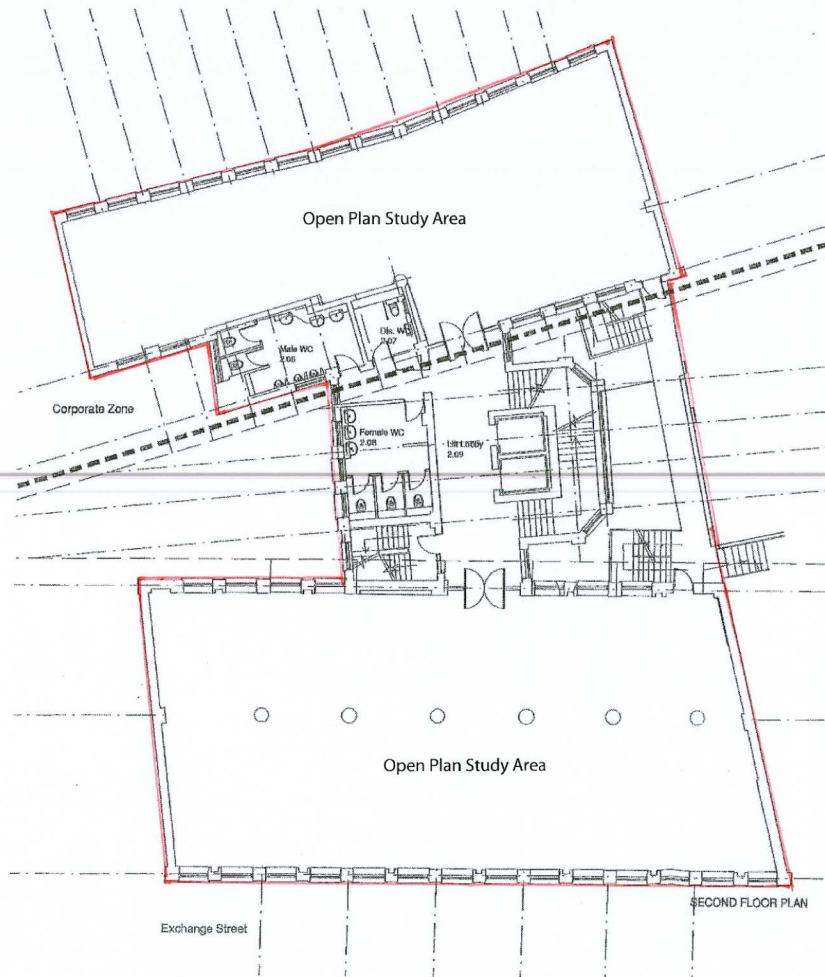 Open Plan Study Area
Male WC
2.06
Dis. WC
2.07
Corporate Zone
Female WC
2.08
Lift Lobby
2.09
Open Plan Study Area
SECOND FLOOR PLAN
Exchange Street